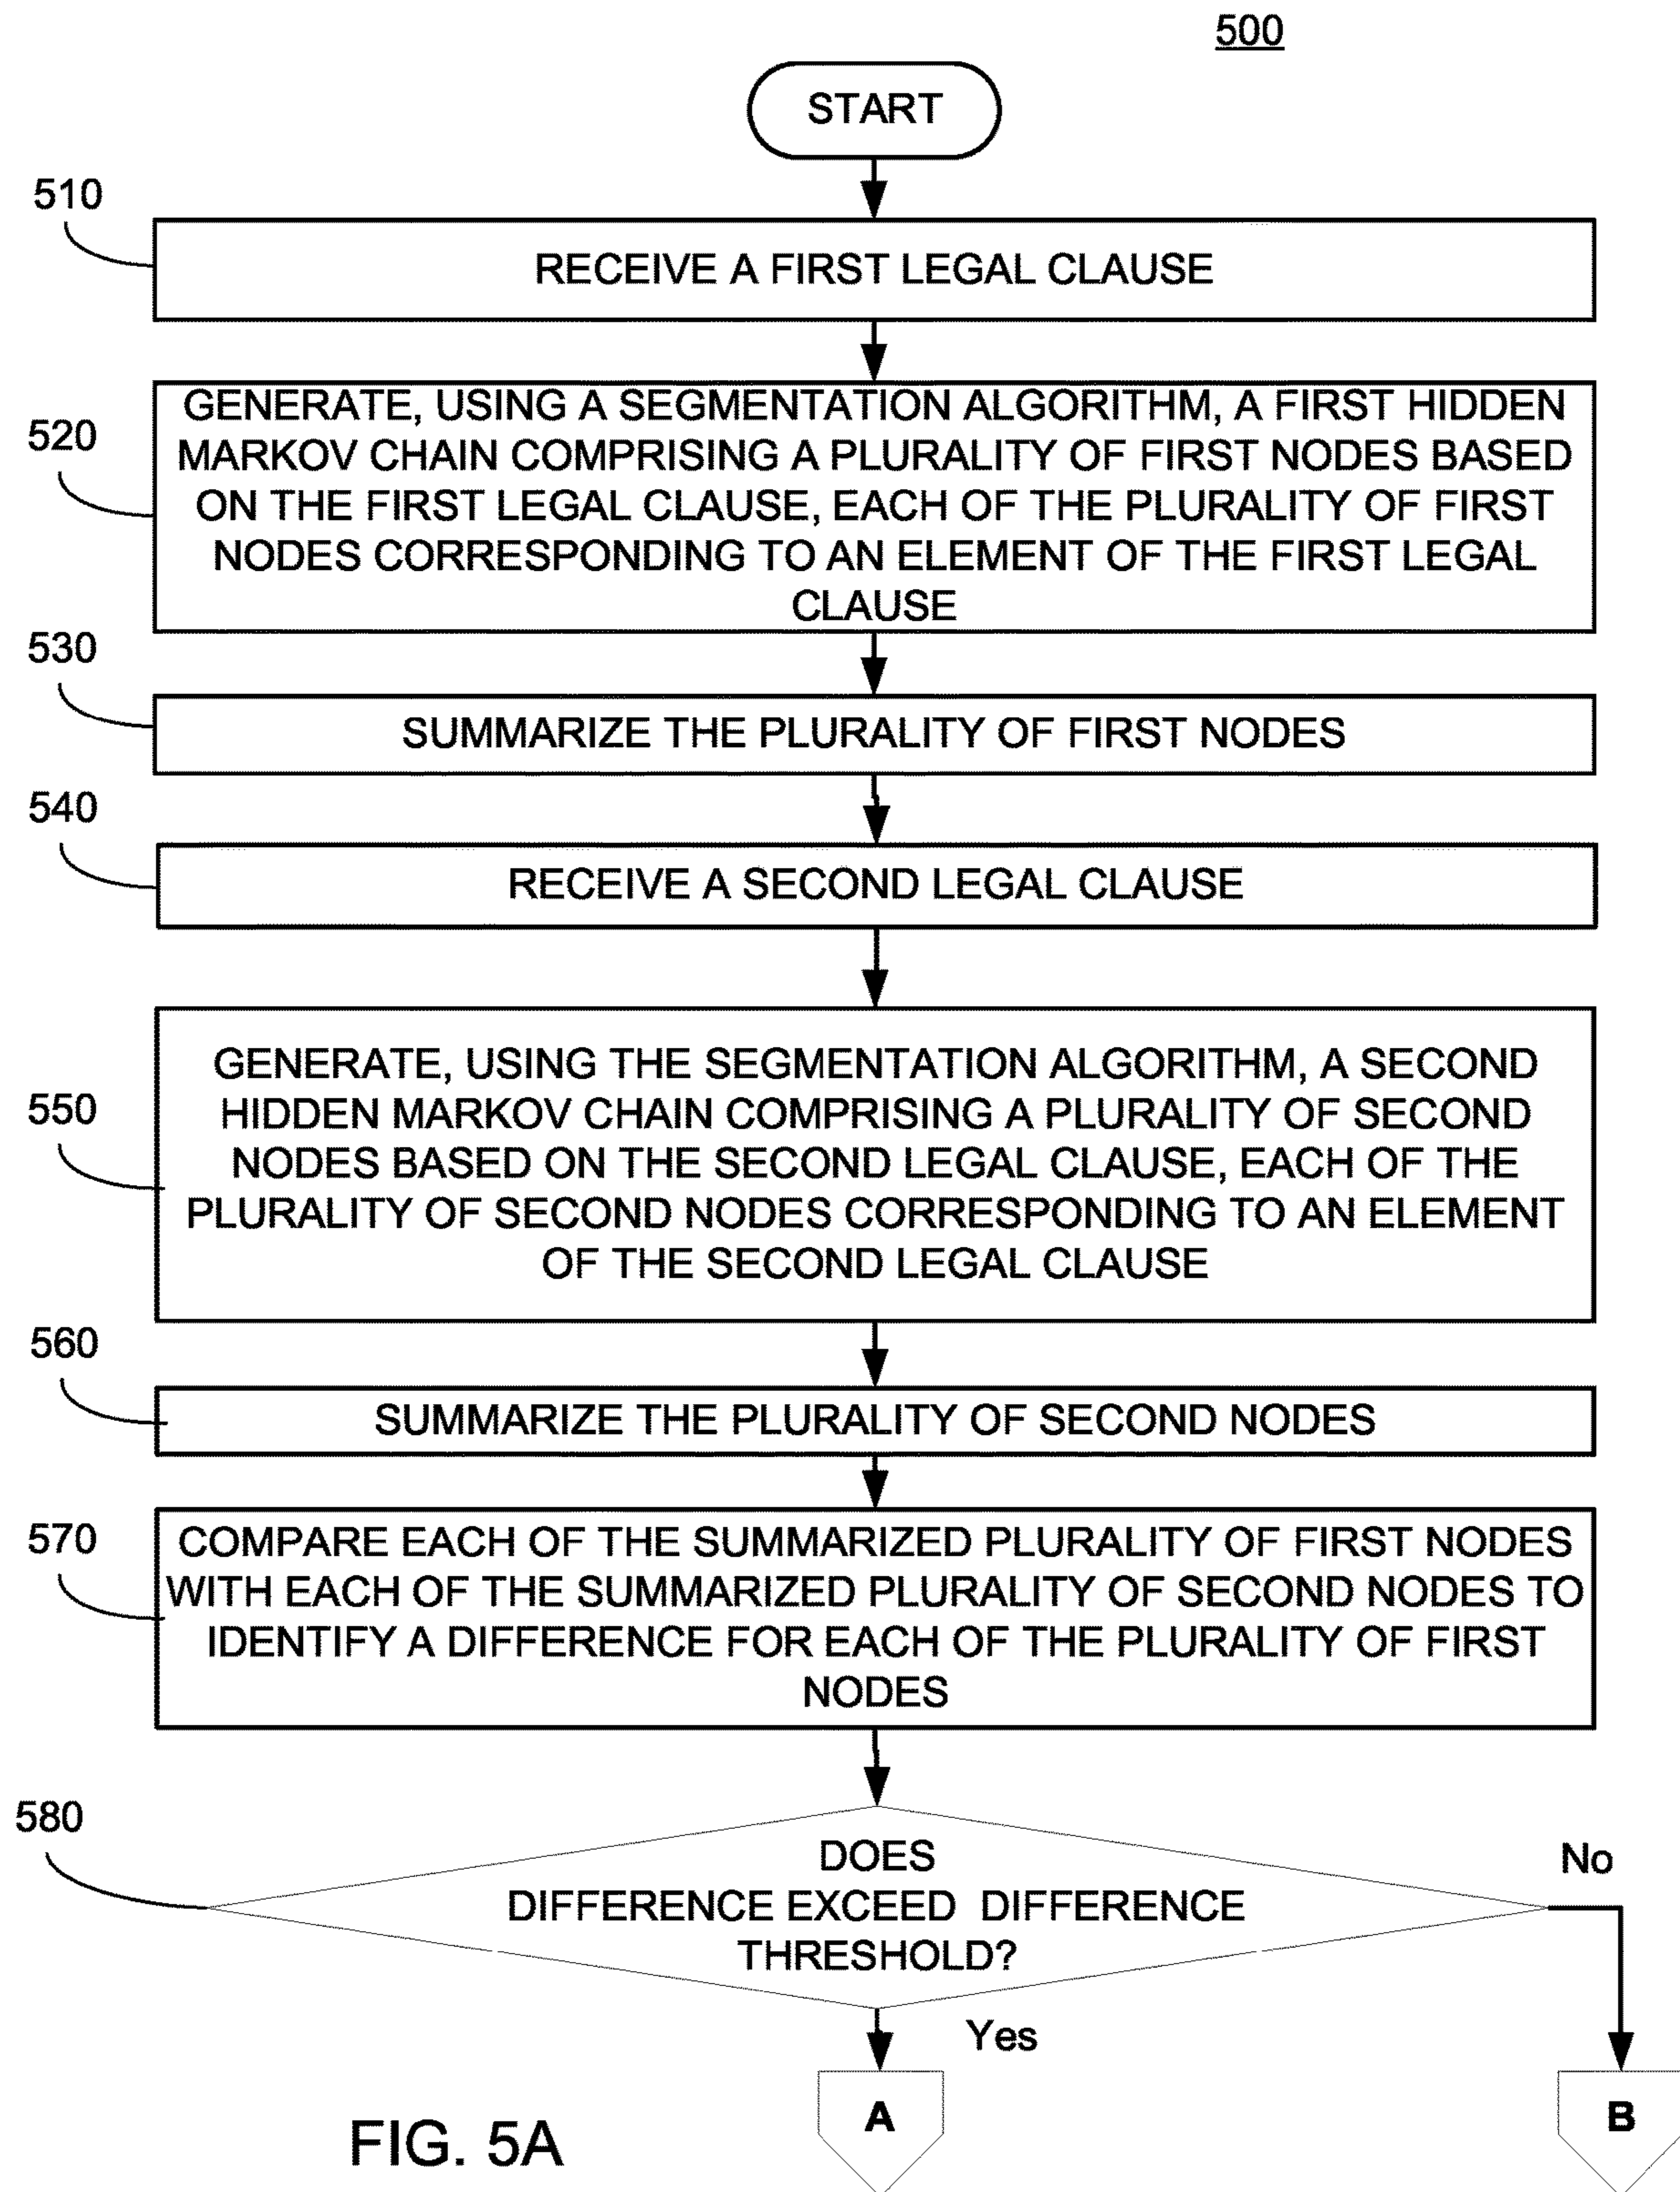 500
START
510
RECEIVE A FIRST LEGAL CLAUSE
520
GENERATE, USING A SEGMENTATION ALGORITHM, A FIRST HIDDEN
MARKOV CHAIN COMPRISING A PLURALITY OF FIRST NODES BASED
ON THE FIRST LEGAL CLAUSE, EACH OF THE PLURALITY OF FIRST
NODES CORRESPONDING TO AN ELEMENT OF THE FIRST LEGAL
CLAUSE
530
SUMMARIZE THE PLURALITY OF FIRST NODES
540
RECEIVE A SECOND LEGAL CLAUSE
550
GENERATE, USING THE SEGMENTATION ALGORITHM, A SECOND
HIDDEN MARKOV CHAIN COMPRISING A PLURALITY OF SECOND
NODES BASED ON THE SECOND LEGAL CLAUSE, EACH OF THE
PLURALITY OF SECOND NODES CORRESPONDING TO AN ELEMENT
OF THE SECOND LEGAL CLAUSE
560
SUMMARIZE THE PLURALITY OF SECOND NODES
570
COMPARE EACH OF THE SUMMARIZED PLURALITY OF FIRST NODES
WITH EACH OF THE SUMMARIZED PLURALITY OF SECOND NODES TO
IDENTIFY A DIFFERENCE FOR EACH OF THE PLURALITY OF FIRST
NODES
580
DOES
DIFFERENCE EXCEED DIFFERENCE
THRESHOLD?
No
Yes
A
B
FIG. 5A